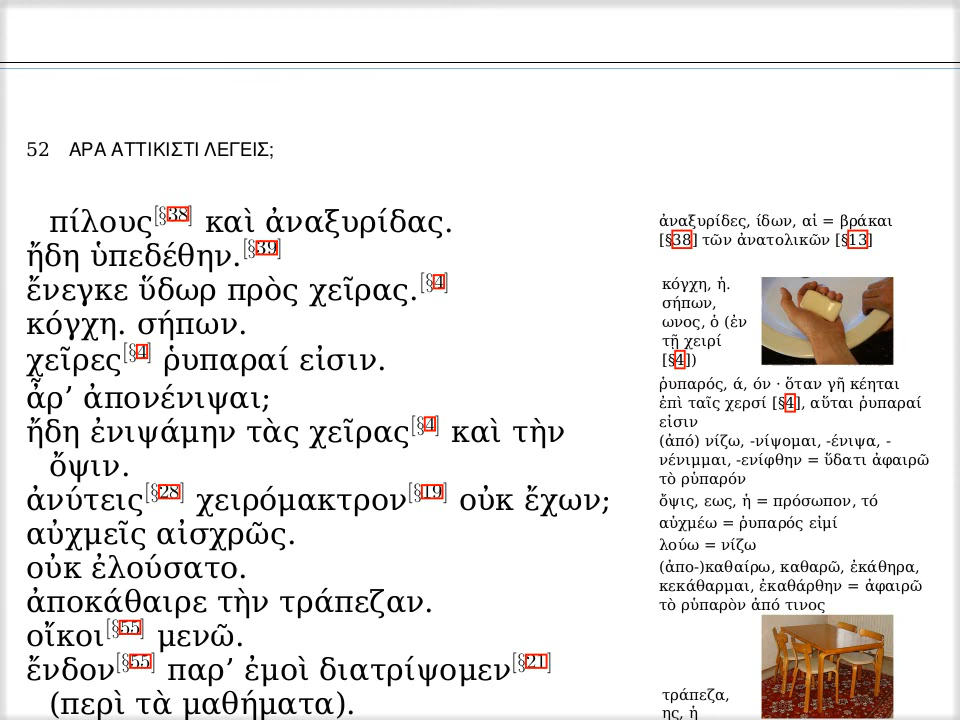 52 ΑΡΑ ΑΤΤΙΚΙΣΤΙ ΛΕΓΕΙΣ;
πίλους[§38] καὶ ἀναξυρίδας.
ἤδη ὑπεδέθην.[§39]
ἔνεγκε ὕδωρ πρὸς χεῖρας.[§4]
κόγχη. σήπων.
χεῖρες[§4] ῥυπαραί εἰσιν.
ἆρ’ ἀπονένιψαι;
ἤδη ἐνιψάμην τὰς χεῖρας[§4] καὶ τὴν
ὄψιν.
ἀνύτεις[§28] χειρόμακτρον[§19] οὐκ ἔχων;
αὐχμεῖς αἰσχρῶς.
οὐκ ἐλούσατο.
ἀποκάθαιρε τὴν τράπεζαν.
οἴκοι[§55] μενῶ.
ἔνδον[§55] παρ’ ἐμοὶ διατρίψομεν[§21]
(περὶ τὰ μαθήματα).
ἀναξυρίδες, ίδων, αἱ = βράκαι
[§38] τῶν ἀνατολικῶν [§13]
κόγχη, ἡ.
σήπων,
ωνος, ὁ (ἐν
τῇ χειρί
[§4])
ῥυπαρός, ά, όν · ὅταν γῆ κέηται
ἐπὶ ταῖς χερσί [§4], αὗται ῥυπαραί
εἰσιν
(ἀπό) νίζω, -νίψομαι, -ένιψα, -
νένιμμαι, -ενίφθην = ὕδατι ἀφαιρῶ
τὸ ῥυπαρόν
ὄψις, εως, ἡ = πρόσωπον, τό
αὐχμέω = ῥυπαρός εἰμί
λούω = νίζω
(ἀπο-)καθαίρω, καθαρῶ, ἐκάθηρα,
κεκάθαρμαι, ἐκαθάρθην = ἀφαιρῶ
τὸ ῥυπαρὸν ἀπό τινος
τράπεζα,
ης, ἡ